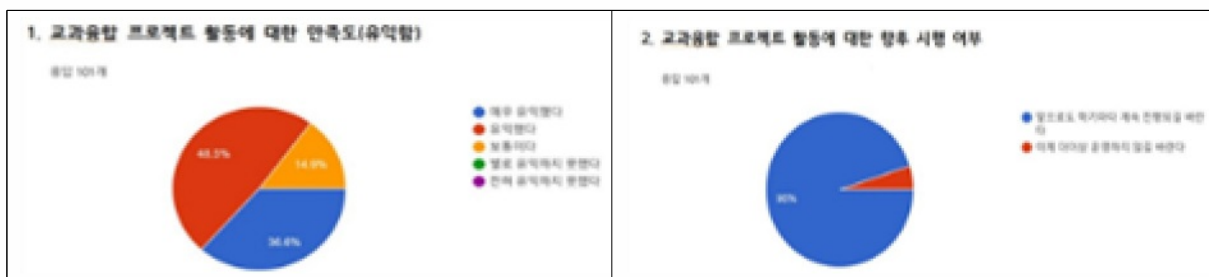 1. 교과융합 프로젝트 활동에 대한 만족도(유익함)
응답 101개
매우 유익했다
유익했다
보통이다
별로 유익하지 못했다
전혀 유익하지 못했다
48.5%
14.9%
36.6%
2. 교과융합 프로젝트 활동에 대한 향후 시행 여부
응답 101개
앞으로도 학기마다 계속 진행되길 바란
다
이제 더이상 운영하지 않길 바란다